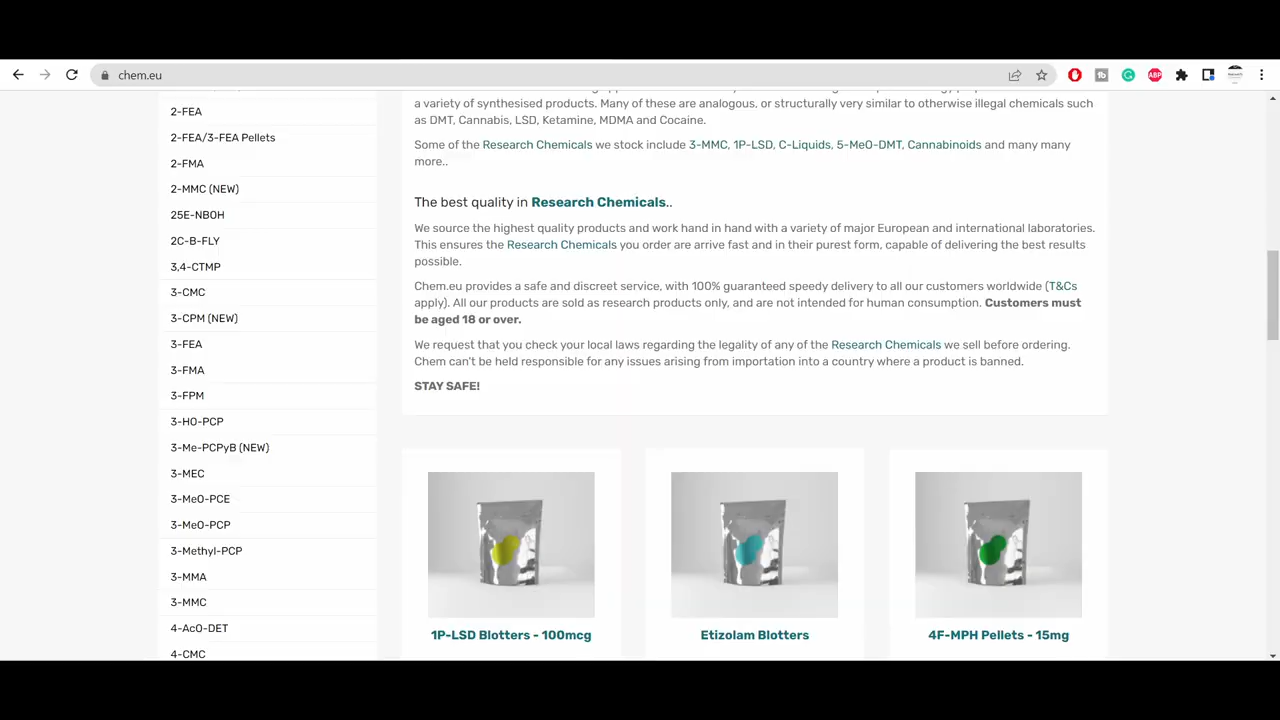 chem.eu
2-FEA
2-FEA/3-FEA Pellets
2-FMA
2-MMC (NEW)
25E-NBOH
2C-B-FLY
3,4-CTMP
3-CMC
3-CPM (NEW)
3-FEA
3-FMA
3-FPM
3-HO-PCP
3-Me-PCPyB (NEW)
3-MEC
3-MeO-PCE
3-MeO-PCP
3-Methyl-PCP
3-MMA
3-MMC
4-AcO-DET
4-CMC
a variety of synthesised products. Many of these are analogous, or structurally very similar to otherwise illegal chemicals such
as DMT, Cannabis, LSD, Ketamine, MDMA and Cocaine.
Some of the Research Chemicals we stock include 3-MMC, 1P-LSD, C-Liquids, 5-MeO-DMT, Cannabinoids and many many
more..
The best quality in Research Chemicals..
We source the highest quality products and work hand in hand with a variety of major European and international laboratories.
This ensures the Research Chemicals you order are arrive fast and in their purest form, capable of delivering the best results
possible.
Chem.eu provides a safe and discreet service, with 100% guaranteed speedy delivery to all our customers worldwide (T&Cs
apply). All our products are sold as research products only, and are not intended for human consumption. Customers must
be aged 18 or over.
We request that you check your local laws regarding the legality of any of the Research Chemicals we sell before ordering.
Chem can't be held responsible for any issues arising from importation into a country where a product is banned.
STAY SAFE!
1P-LSD Blotters - 100mcg
Etizolam Blotters
4F-MPH Pellets - 15mg
ABP